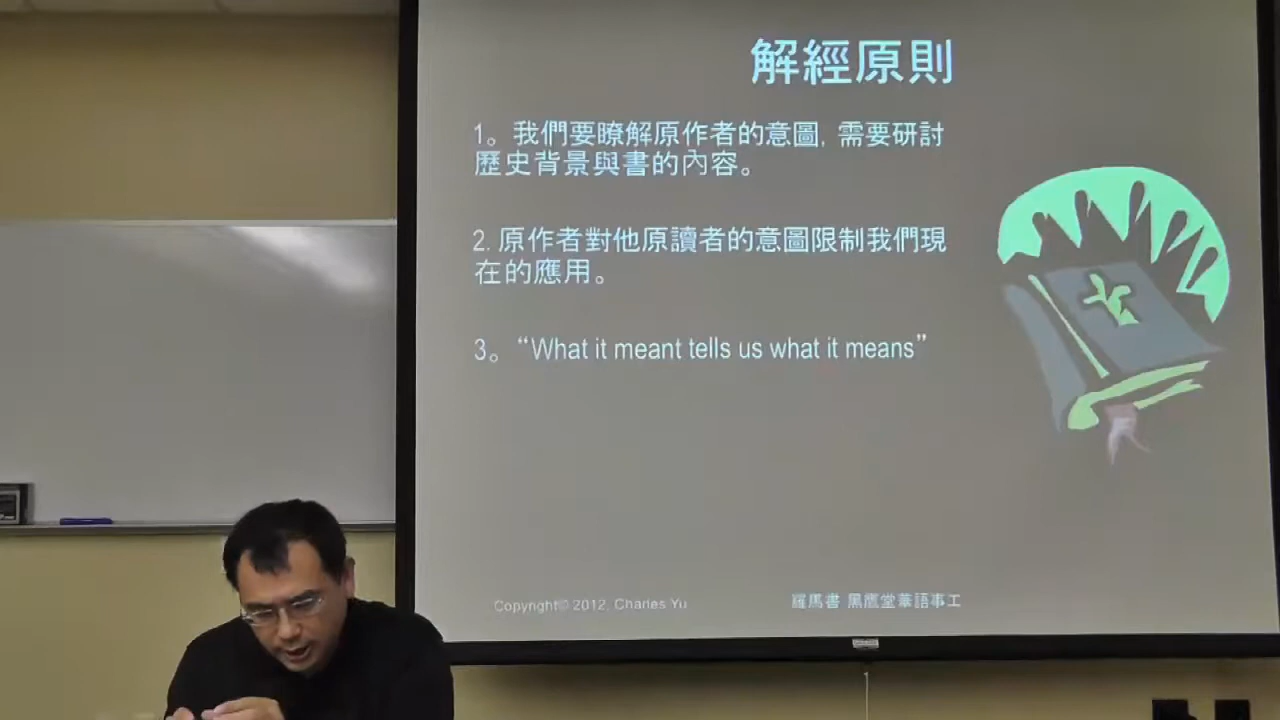 解經原則
1。我們要瞭解原作者的意圖, 需要研討
歷史背景與書的內容。
2. 原作者對他原讀者的意圖限制我們現
在的應用。
3。“What it meant tells us what it means”
Copyright© 2012, Charles Yu
羅馬書 黑鷹堂華語事工